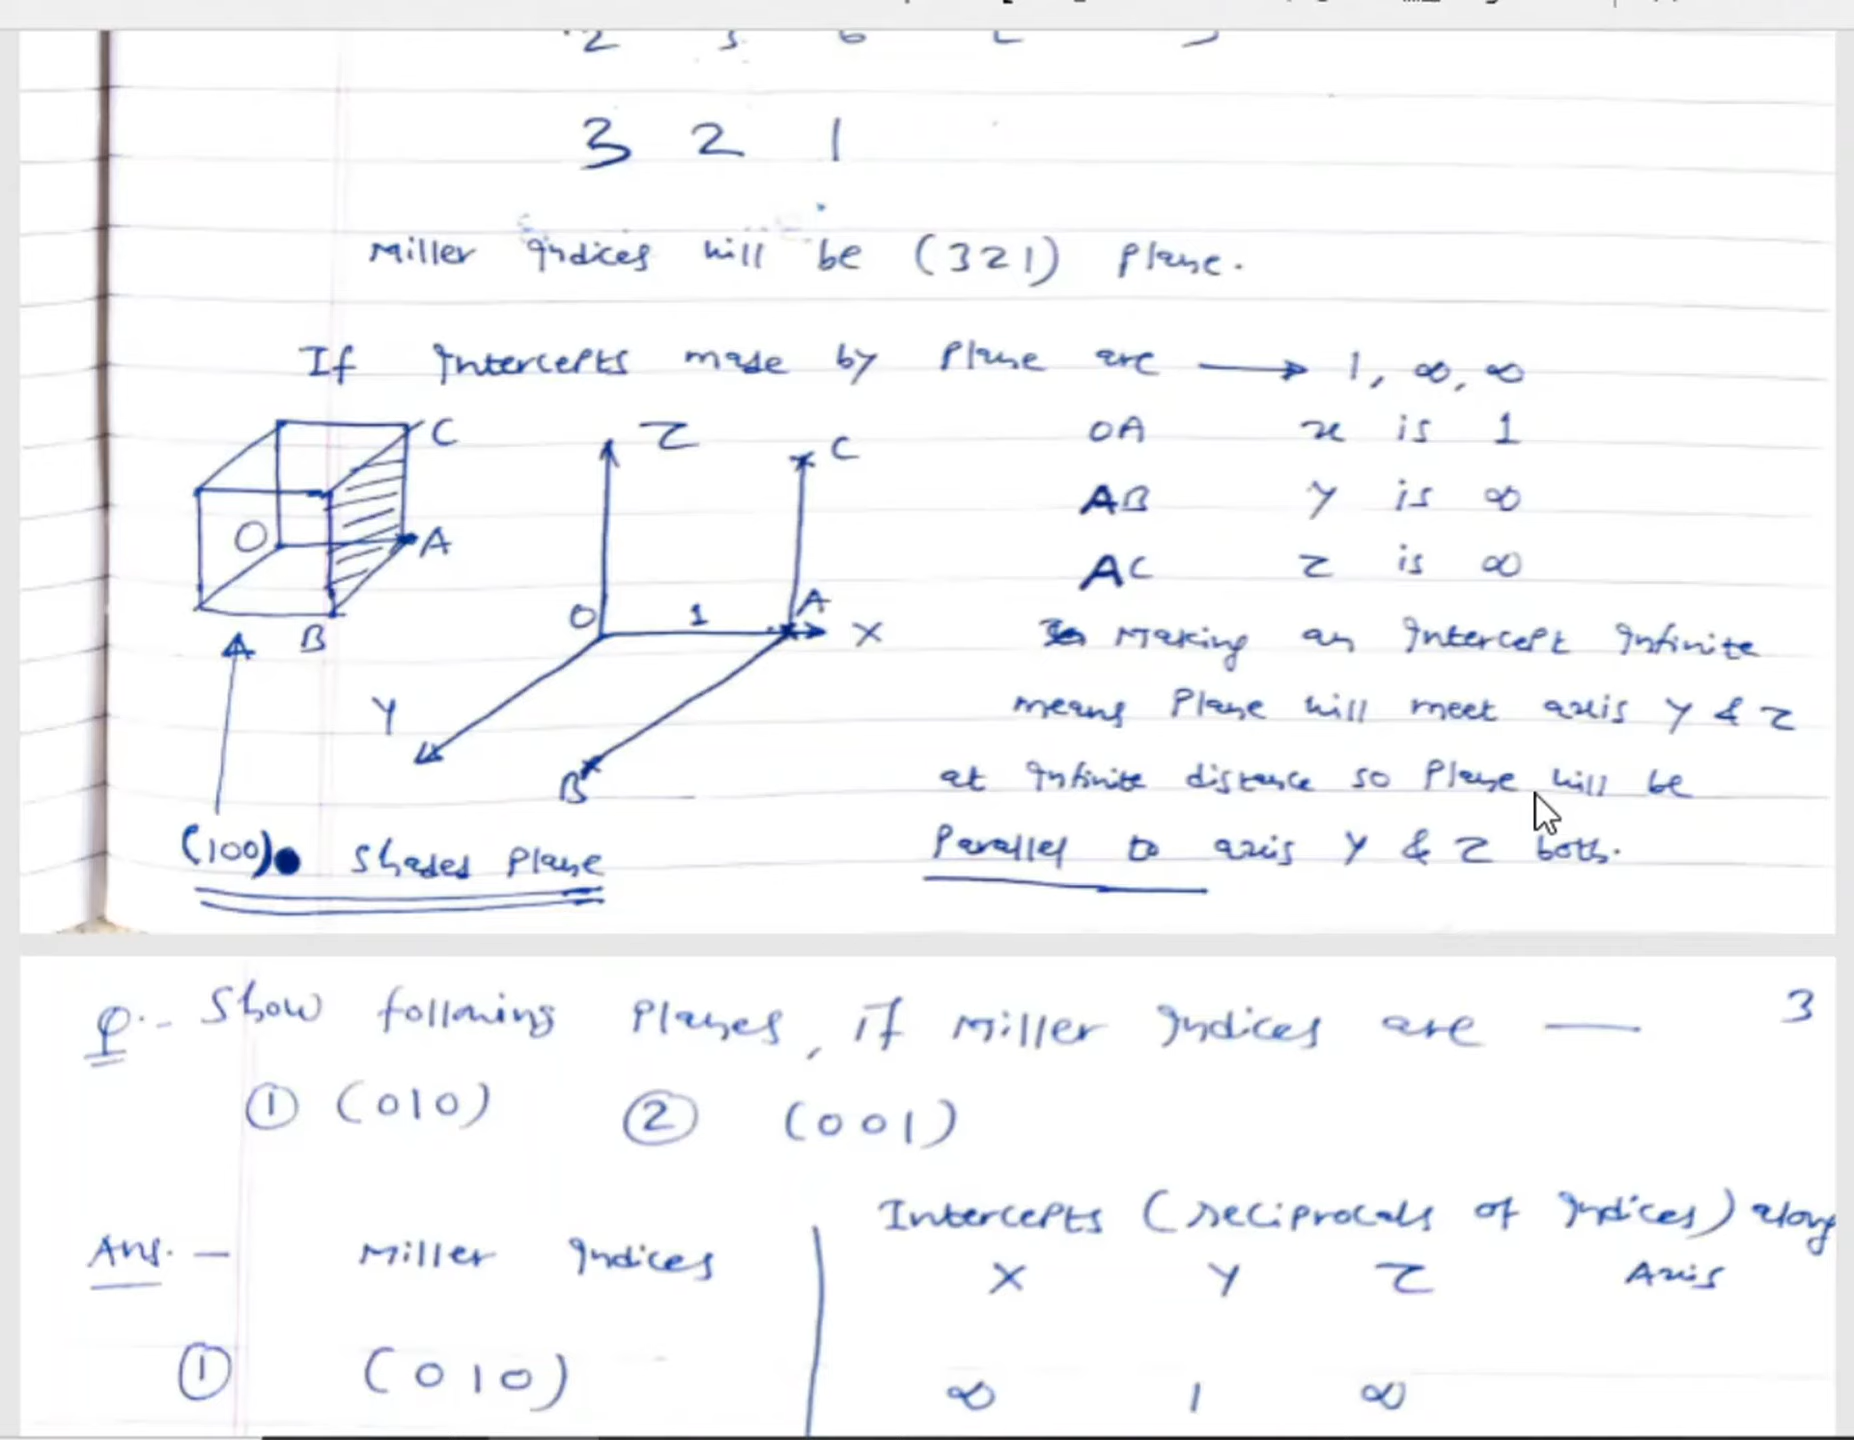 3 2 1
Miller Indices will be (321) Plane.
If Intercepts made by Plane are → 1, ∞, ∞
C Z C OA x is 1
AB Y is ∞
O A AC Z is ∞
O 1 A X
B Making an Intercept Infinite
Y means Plane will meet axis Y & Z
B at Infinite distance so Plane will be
(100) Shaded Plane Parallel to axis Y & Z both.
Q.- Show following Planes, if Miller Indices are — 3
① (010) ② (001)
Intercepts (reciprocals of Indices) along
Ans. — Miller Indices X Y Z Axis
① (010) ∞ 1 ∞